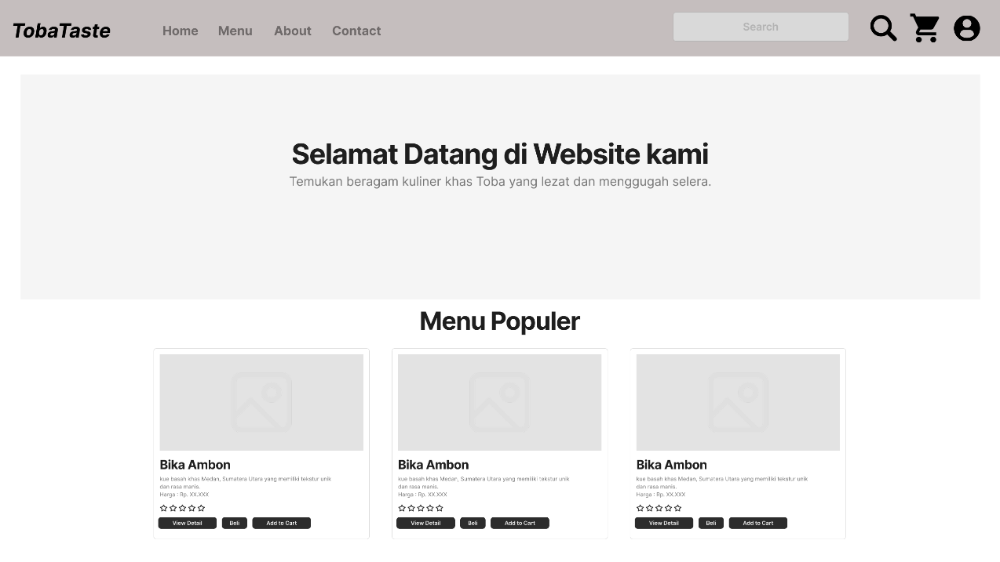 TobaTaste
Home Menu About Contact
Search
Selamat Datang di Website kami
Temukan beragam kuliner khas Toba yang lezat dan menggugah selera.
Menu Populer
Bika Ambon
kue basah khas Medan, Sumatera Utara yang memiliki tekstur unik
dan rasa manis.
Harga : Rp. XX.XXX
View Detail Beli Add to Cart
Bika Ambon
kue basah khas Medan, Sumatera Utara yang memiliki tekstur unik
dan rasa manis.
Harga : Rp. XX.XXX
View Detail Beli Add to Cart
Bika Ambon
kue basah khas Medan, Sumatera Utara yang memiliki tekstur unik
dan rasa manis.
Harga : Rp. XX.XXX
View Detail Beli Add to Cart